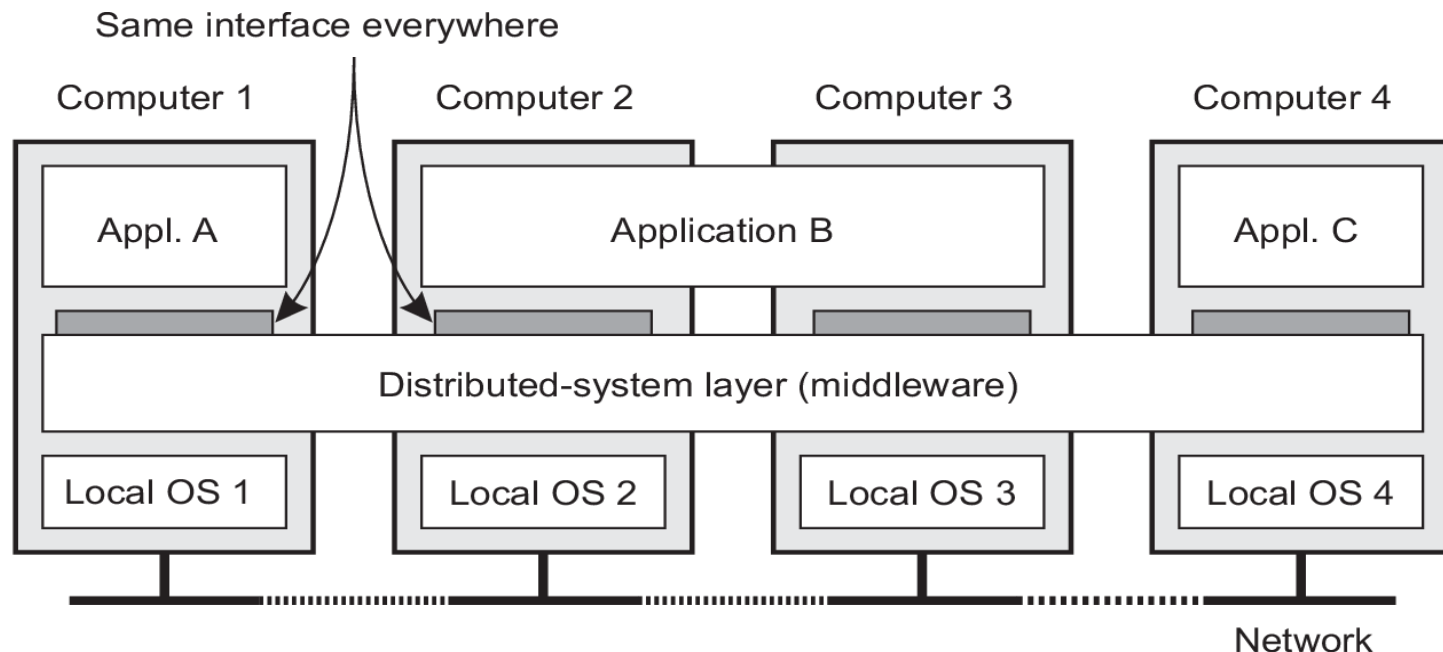 Same interface everywhere
Computer 1
Computer 2
Computer 3
Computer 4
Appl. A
Application B
Appl. C
Distributed-system layer (middleware)
Local OS 1
Local OS 2
Local OS 3
Local OS 4
Network